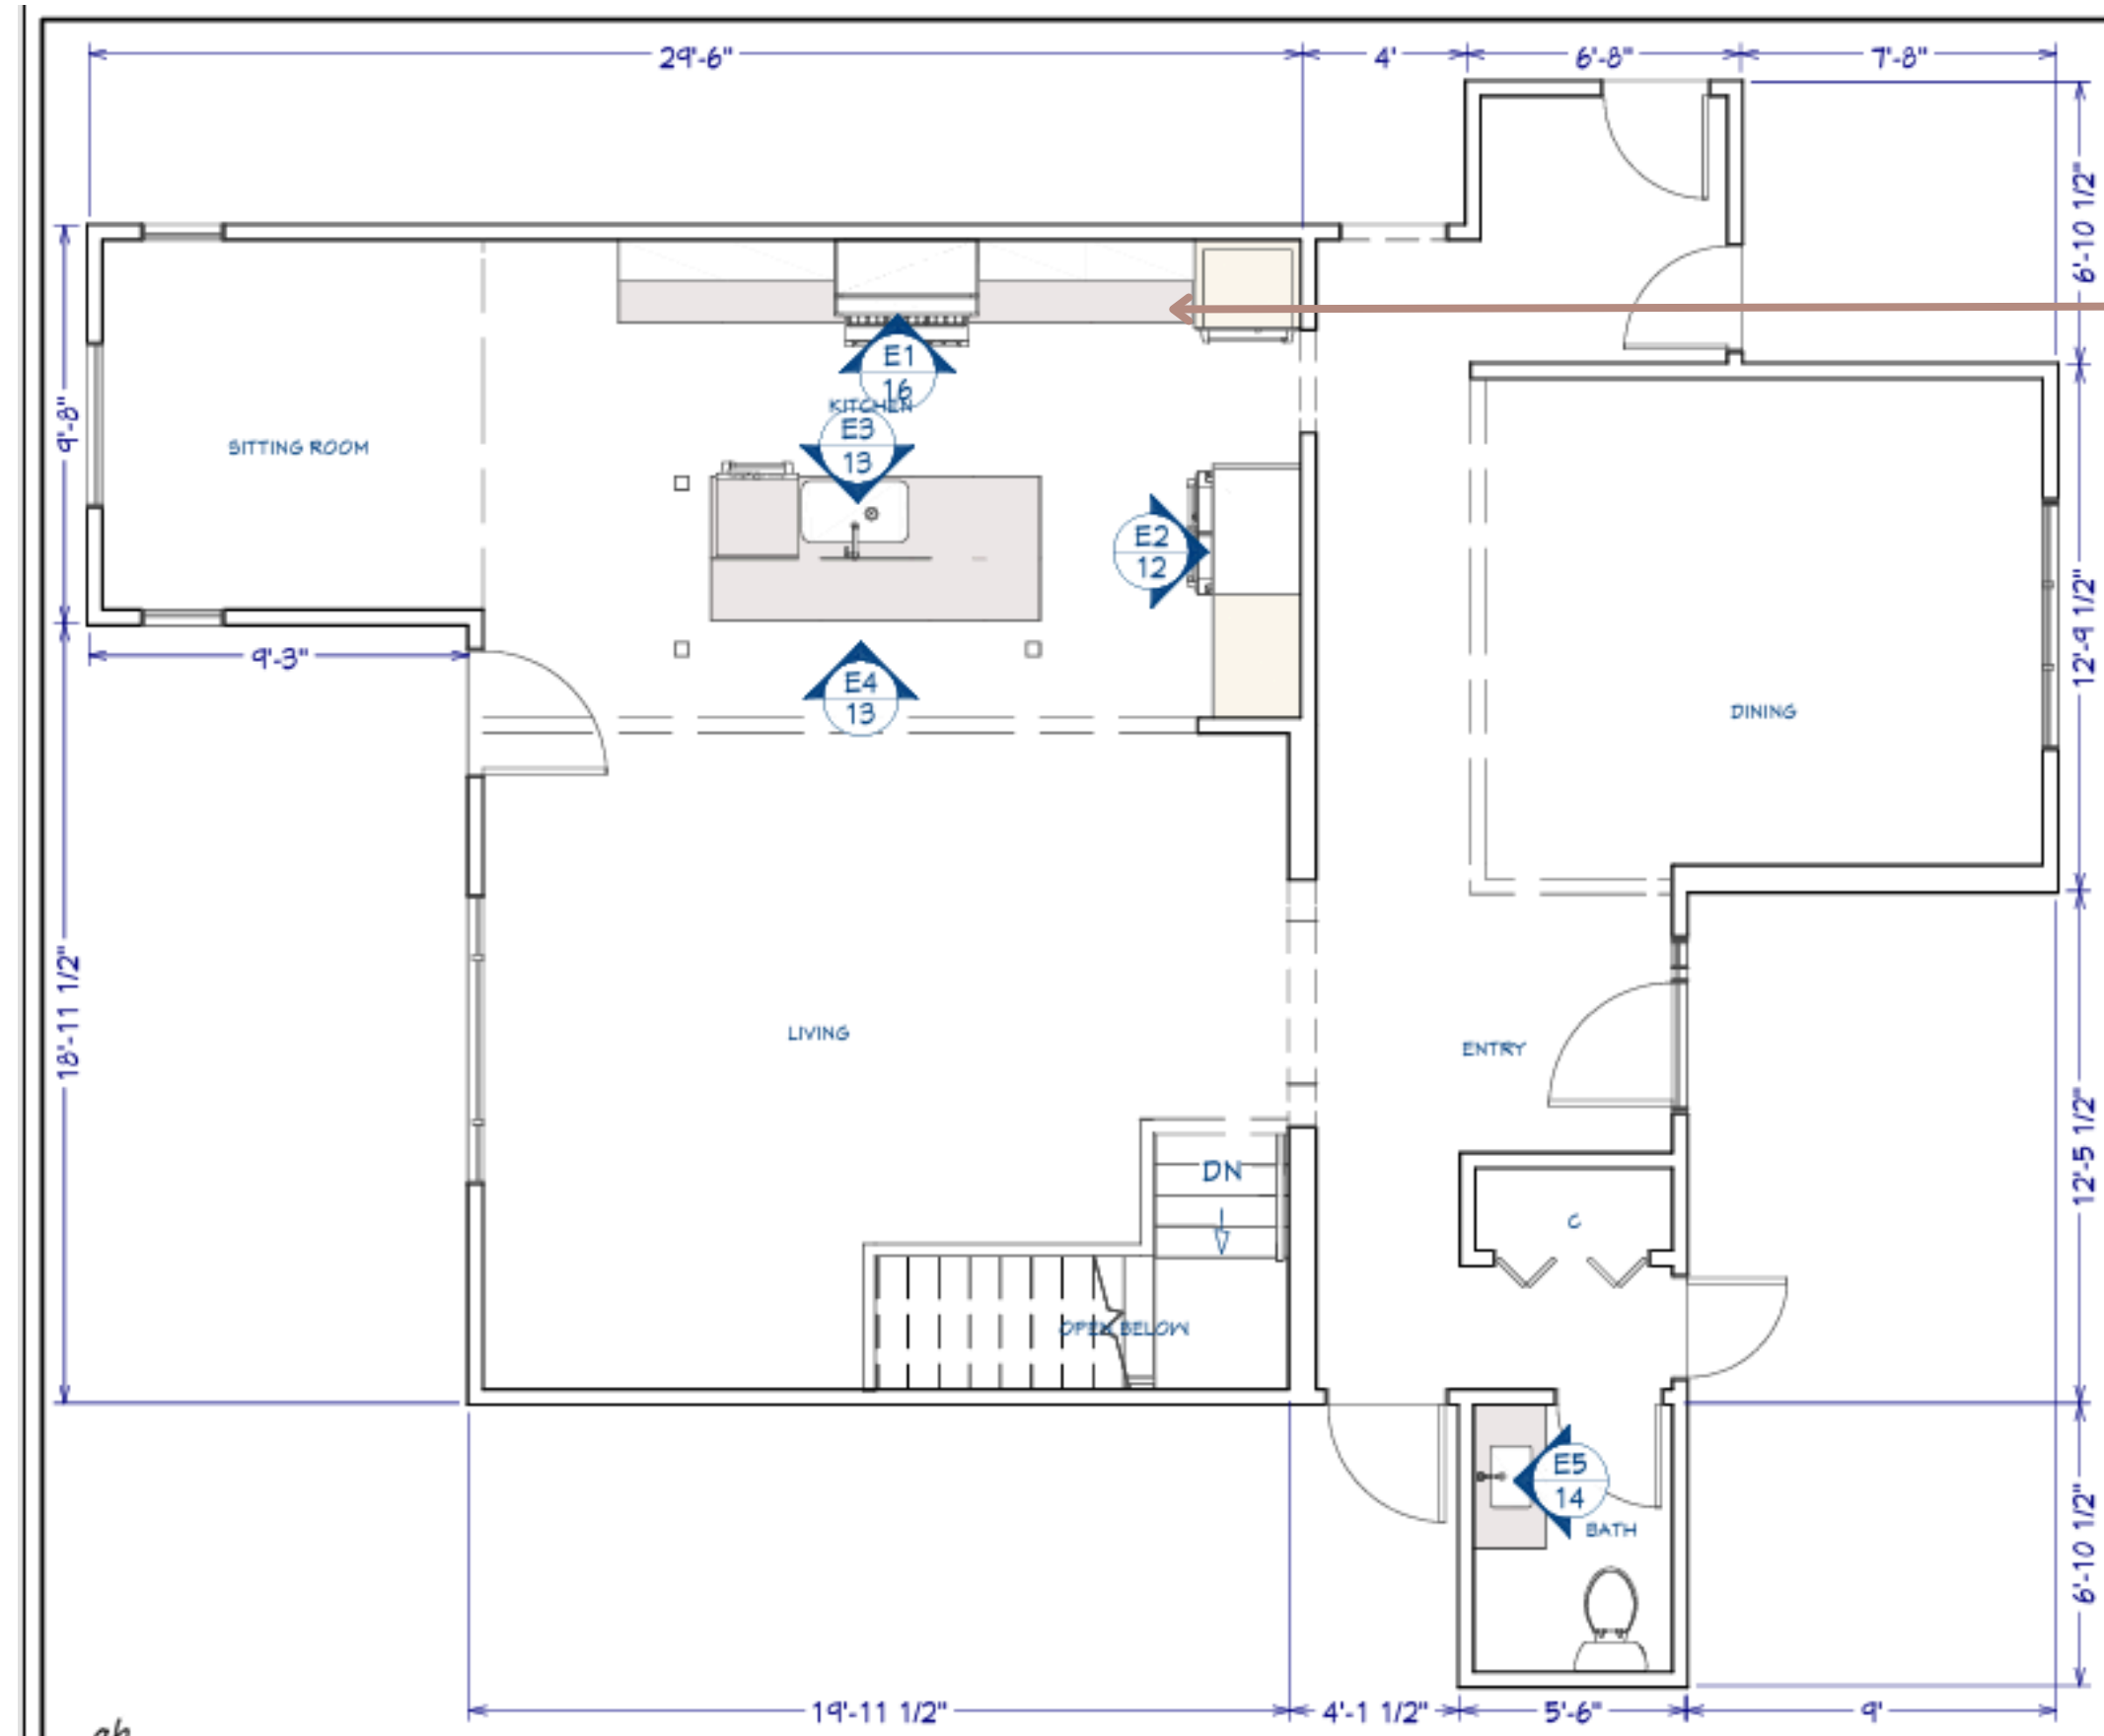 29'-6"
4'
6'-8"
7'-8"
6'-10 1/2"
9'-8"
E1
16
KITCHEN
E3
13
SITTING ROOM
E2
12
12'-9 1/2"
9'-3"
E4
13
DINING
18'-11 1/2"
LIVING
ENTRY
12'-5 1/2"
DN
C
OPEN BELOW
E5
14
BATH
6'-10 1/2"
19'-11 1/2"
4'-1 1/2"
5'-6"
9'